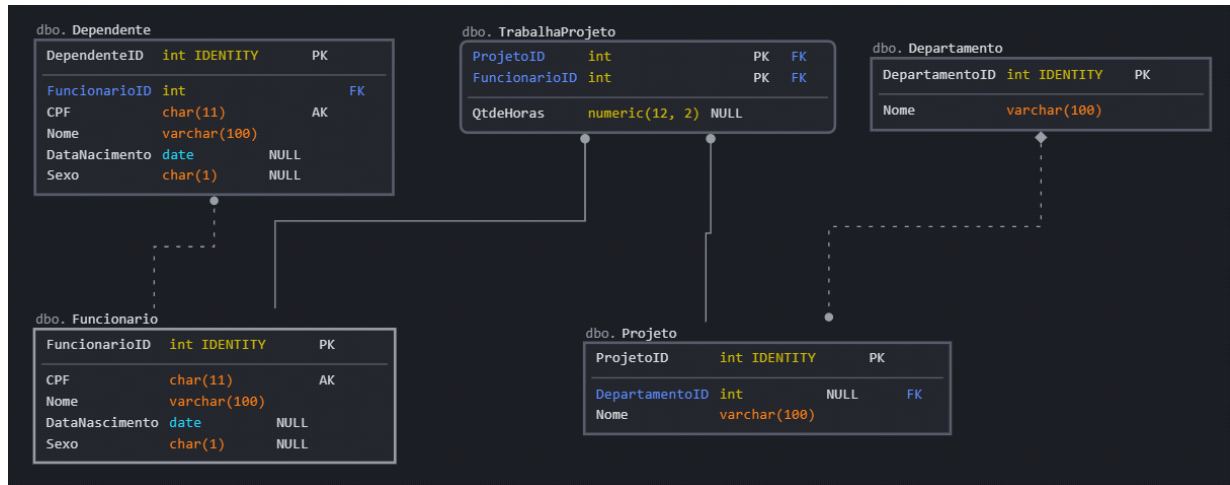 dbo. Dependente
DependenteID int IDENTITY PK
FuncionarioID int FK
CPF char(11) AK
Nome varchar(100)
DataNacimento date NULL
Sexo char(1) NULL
dbo. TrabalhaProjeto
ProjetoID int PK FK
FuncionarioID int PK FK
QtdeHoras numeric(12, 2) NULL
dbo. Departamento
DepartamentoID int IDENTITY PK
Nome varchar(100)
dbo. Funcionario
FuncionarioID int IDENTITY PK
CPF char(11) AK
Nome varchar(100)
DataNascimento date NULL
Sexo char(1) NULL
dbo. Projeto
ProjetoID int IDENTITY PK
DepartamentoID int NULL FK
Nome varchar(100)